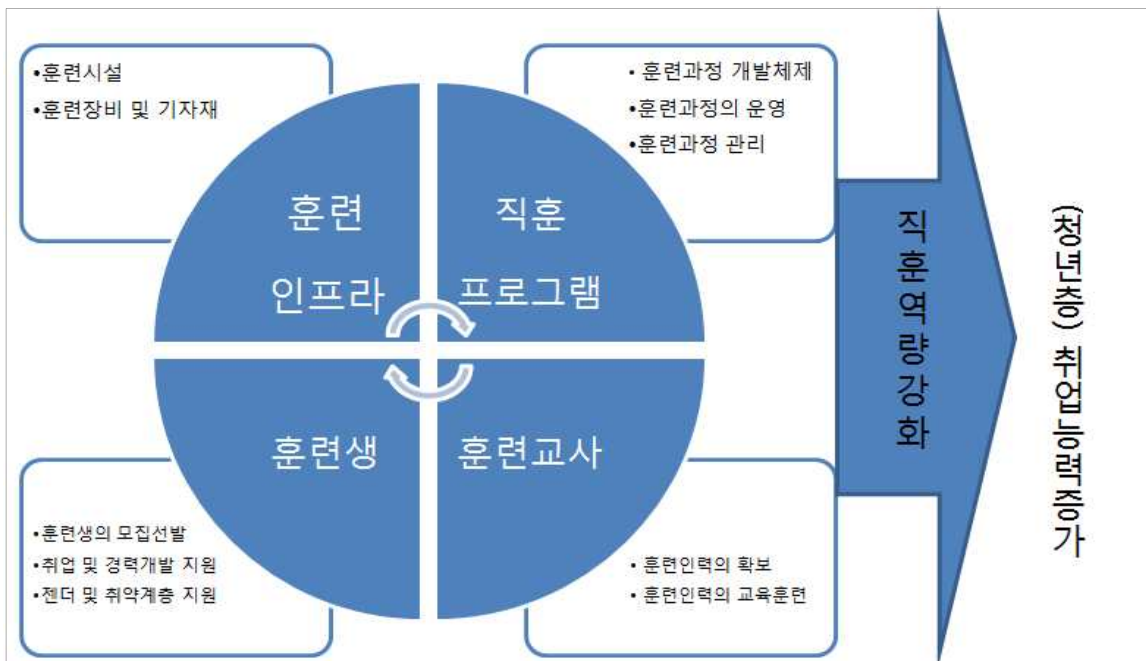 •훈련시설
•훈련장비 및 기자재
• 훈련과정 개발체제
•훈련과정의 운영
•훈련과정 관리
훈련
인프라
직훈
프로그램
훈련생
훈련교사
•훈련생의 모집선발
•취업 및 경력개발 지원
•젠더 및 취약계층 지원
• 훈련인력의 확보
• 훈련인력의 교육훈련
직훈역량강화
(청년층) 취업능력증가